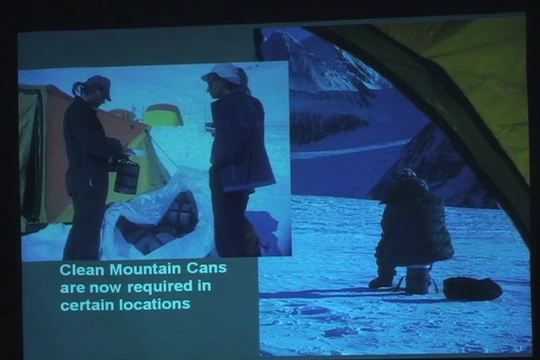 Clean Mountain Cans
are now required in
certain locations